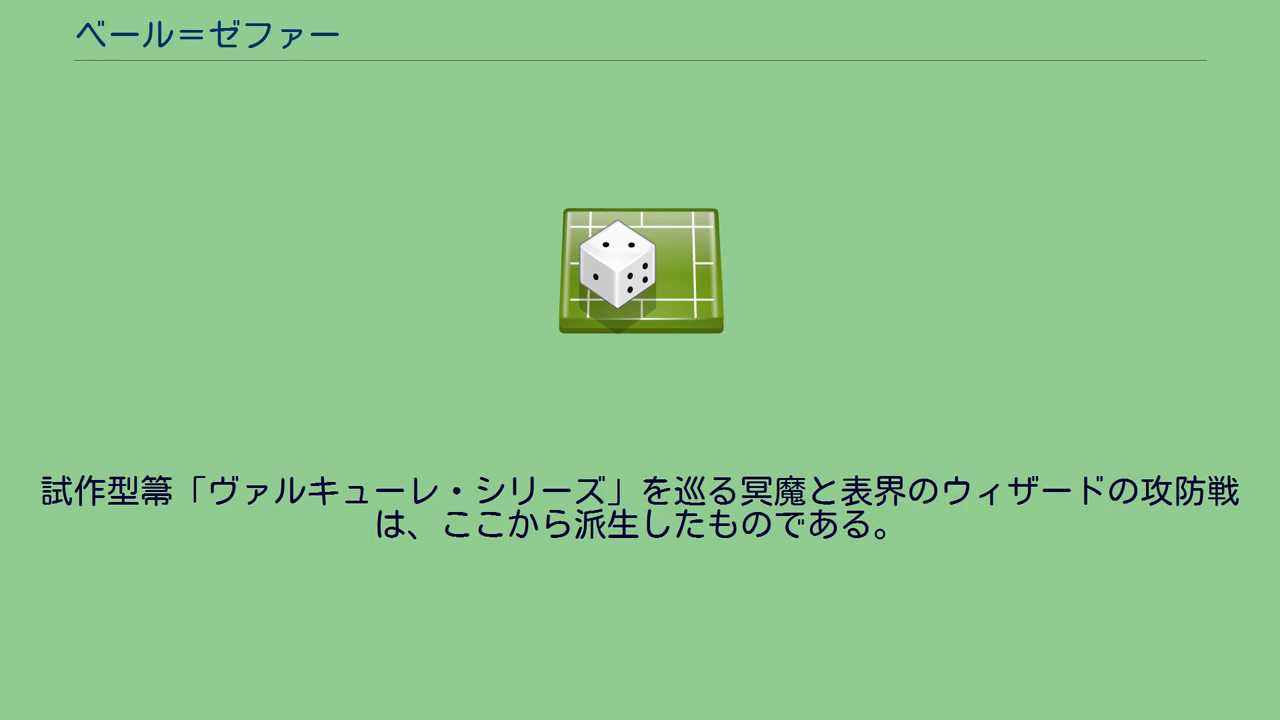 ベール＝ゼファー
試作型箒「ヴァルキューレ・シリーズ」を巡る冥魔と表界のウィザードの攻防戦
は、ここから派生したものである。